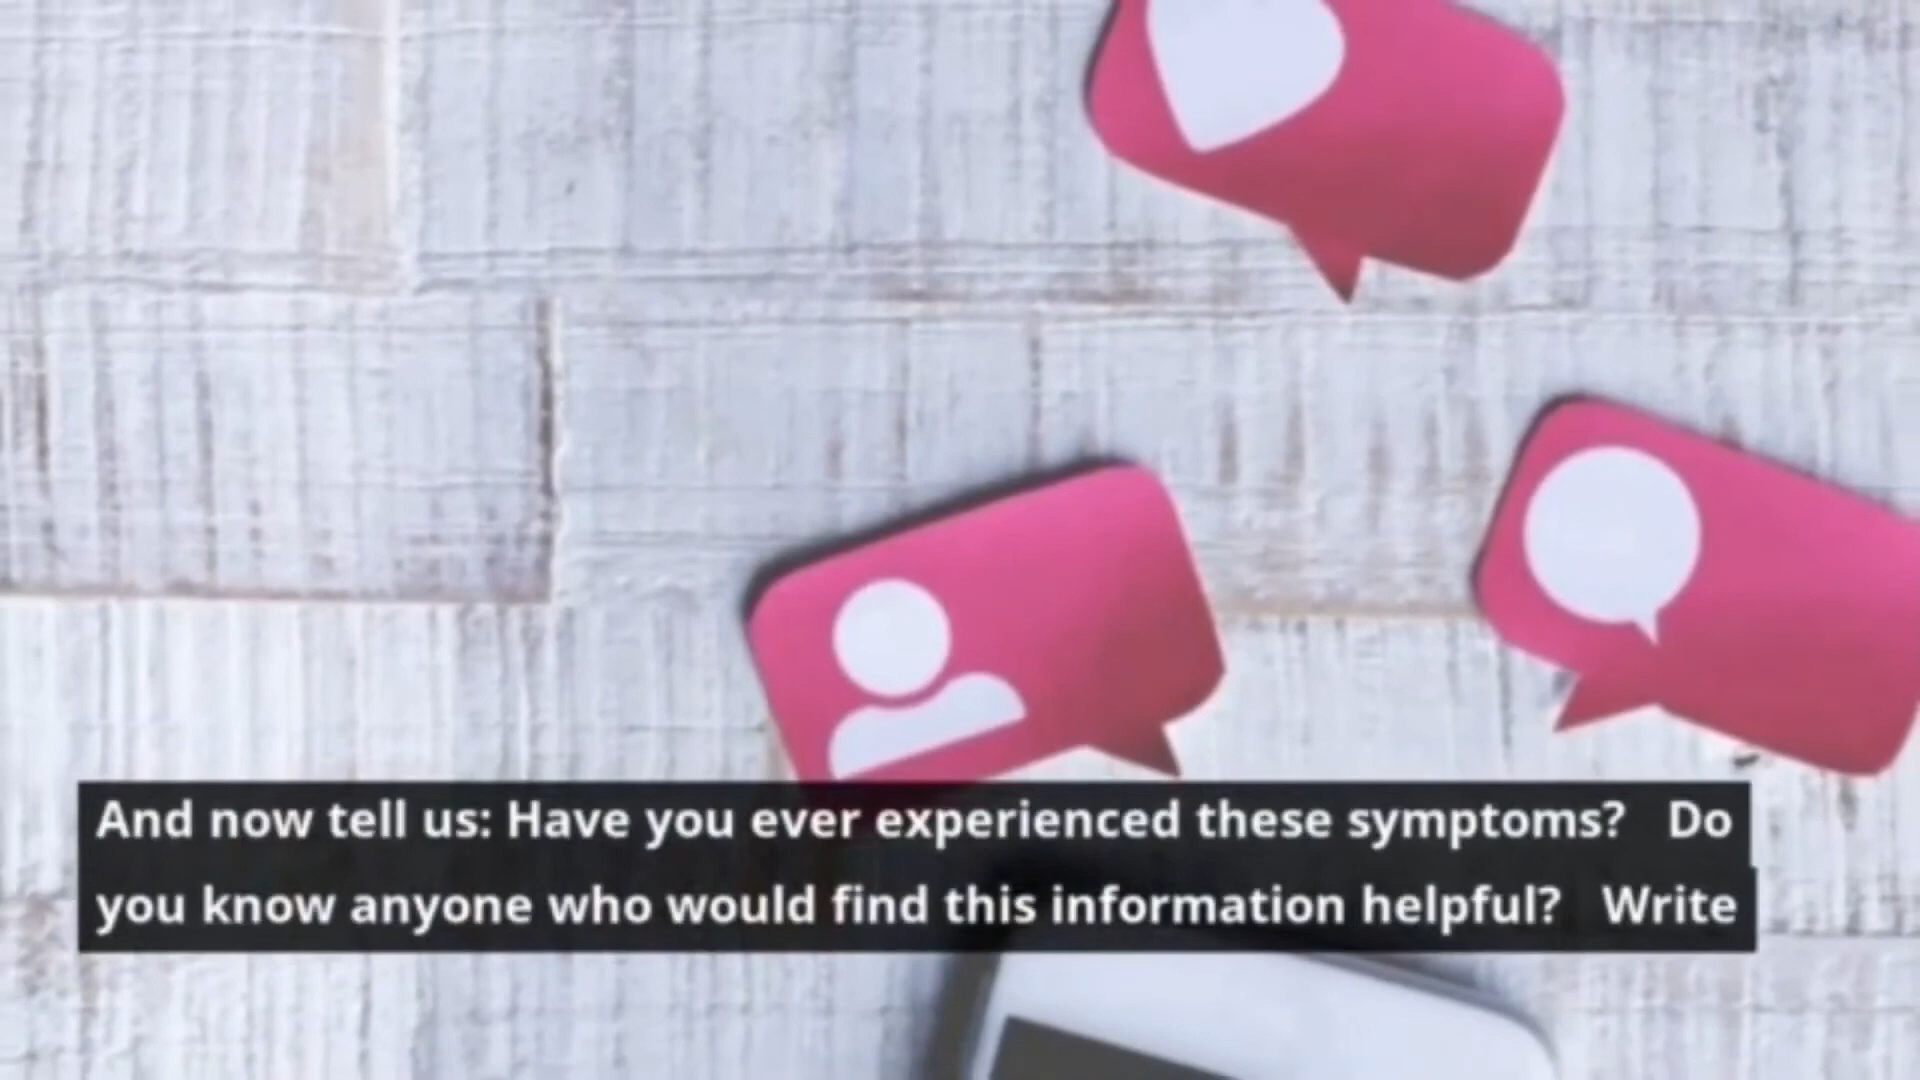 And now tell us: Have you ever experienced these symptoms? Do
you know anyone who would find this information helpful? Write